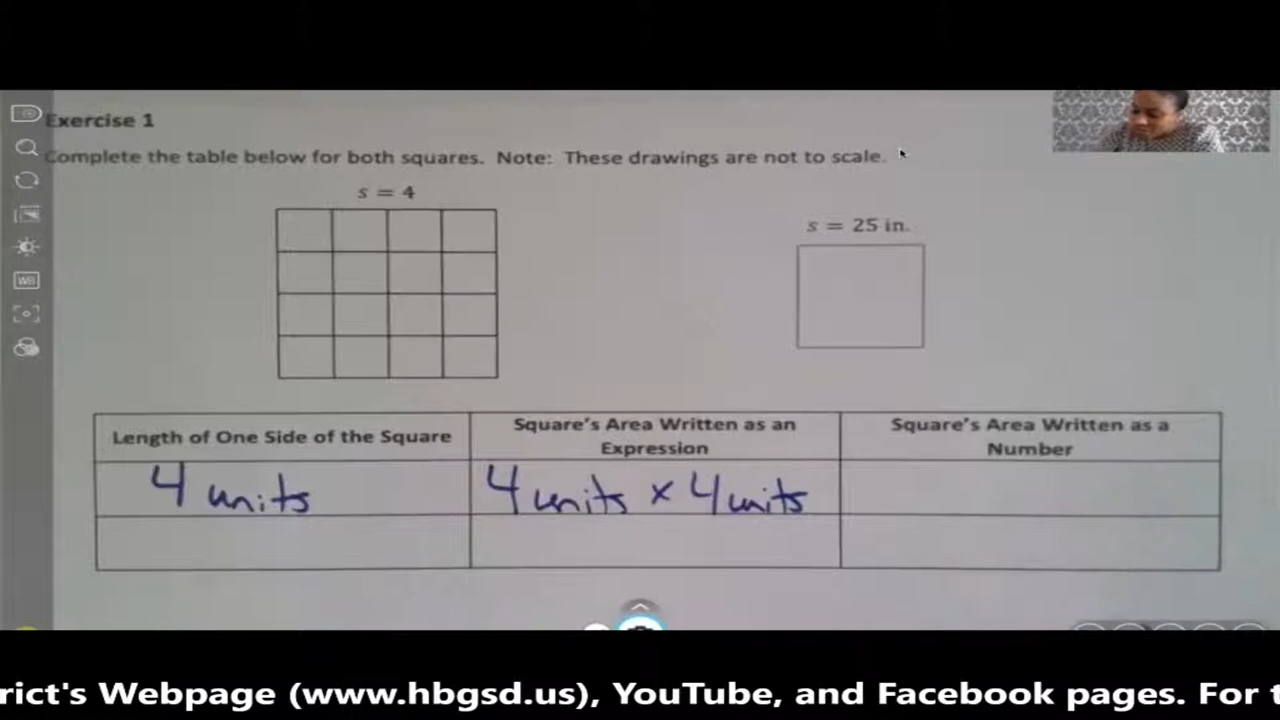 Exercise 1
Complete the table below for both squares. Note: These drawings are not to scale.
s = 4
s = 25 in.
Length of One Side of the Square
Square's Area Written as an
Expression
Square's Area Written as a
Number
4 units
4 units x 4 units
WB
rict's Webpage (www.hbgsd.us), YouTube, and Facebook pages. For t